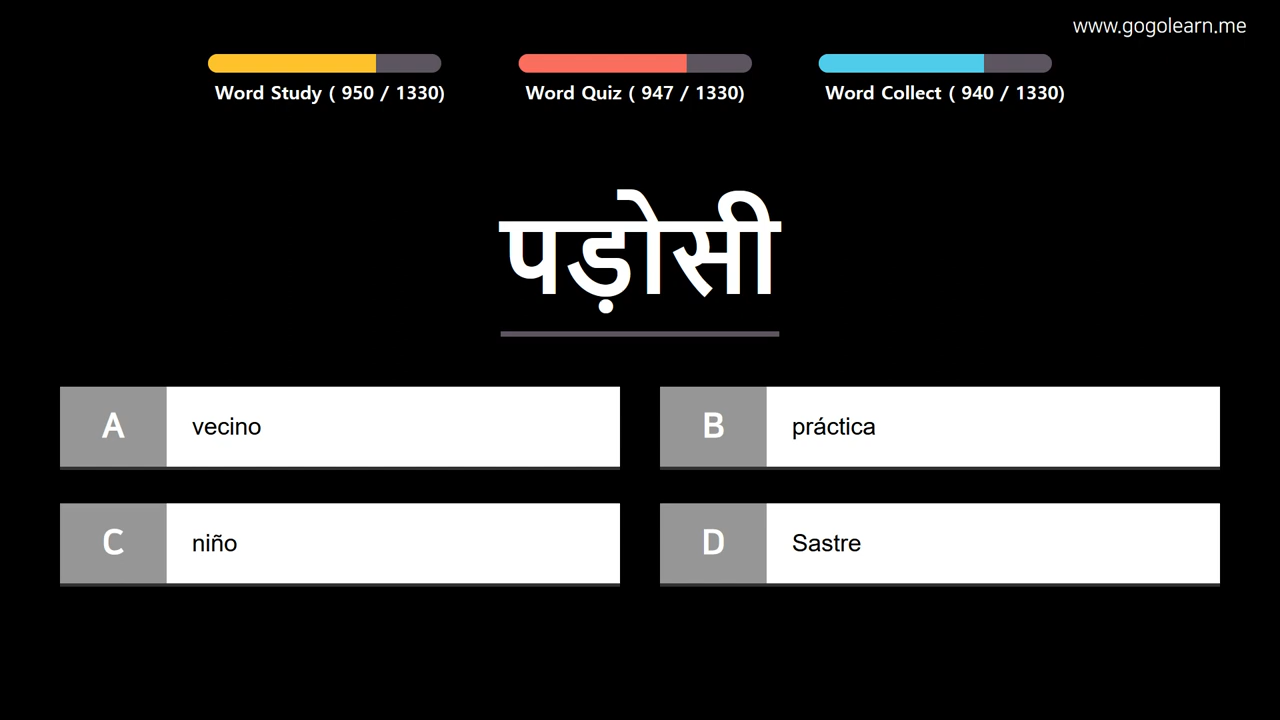 www.gogolearn.me
Word Study ( 950 / 1330)
Word Quiz ( 947 / 1330)
Word Collect ( 940 / 1330)
पड़ोसी
A vecino
B práctica
C niño
D Sastre